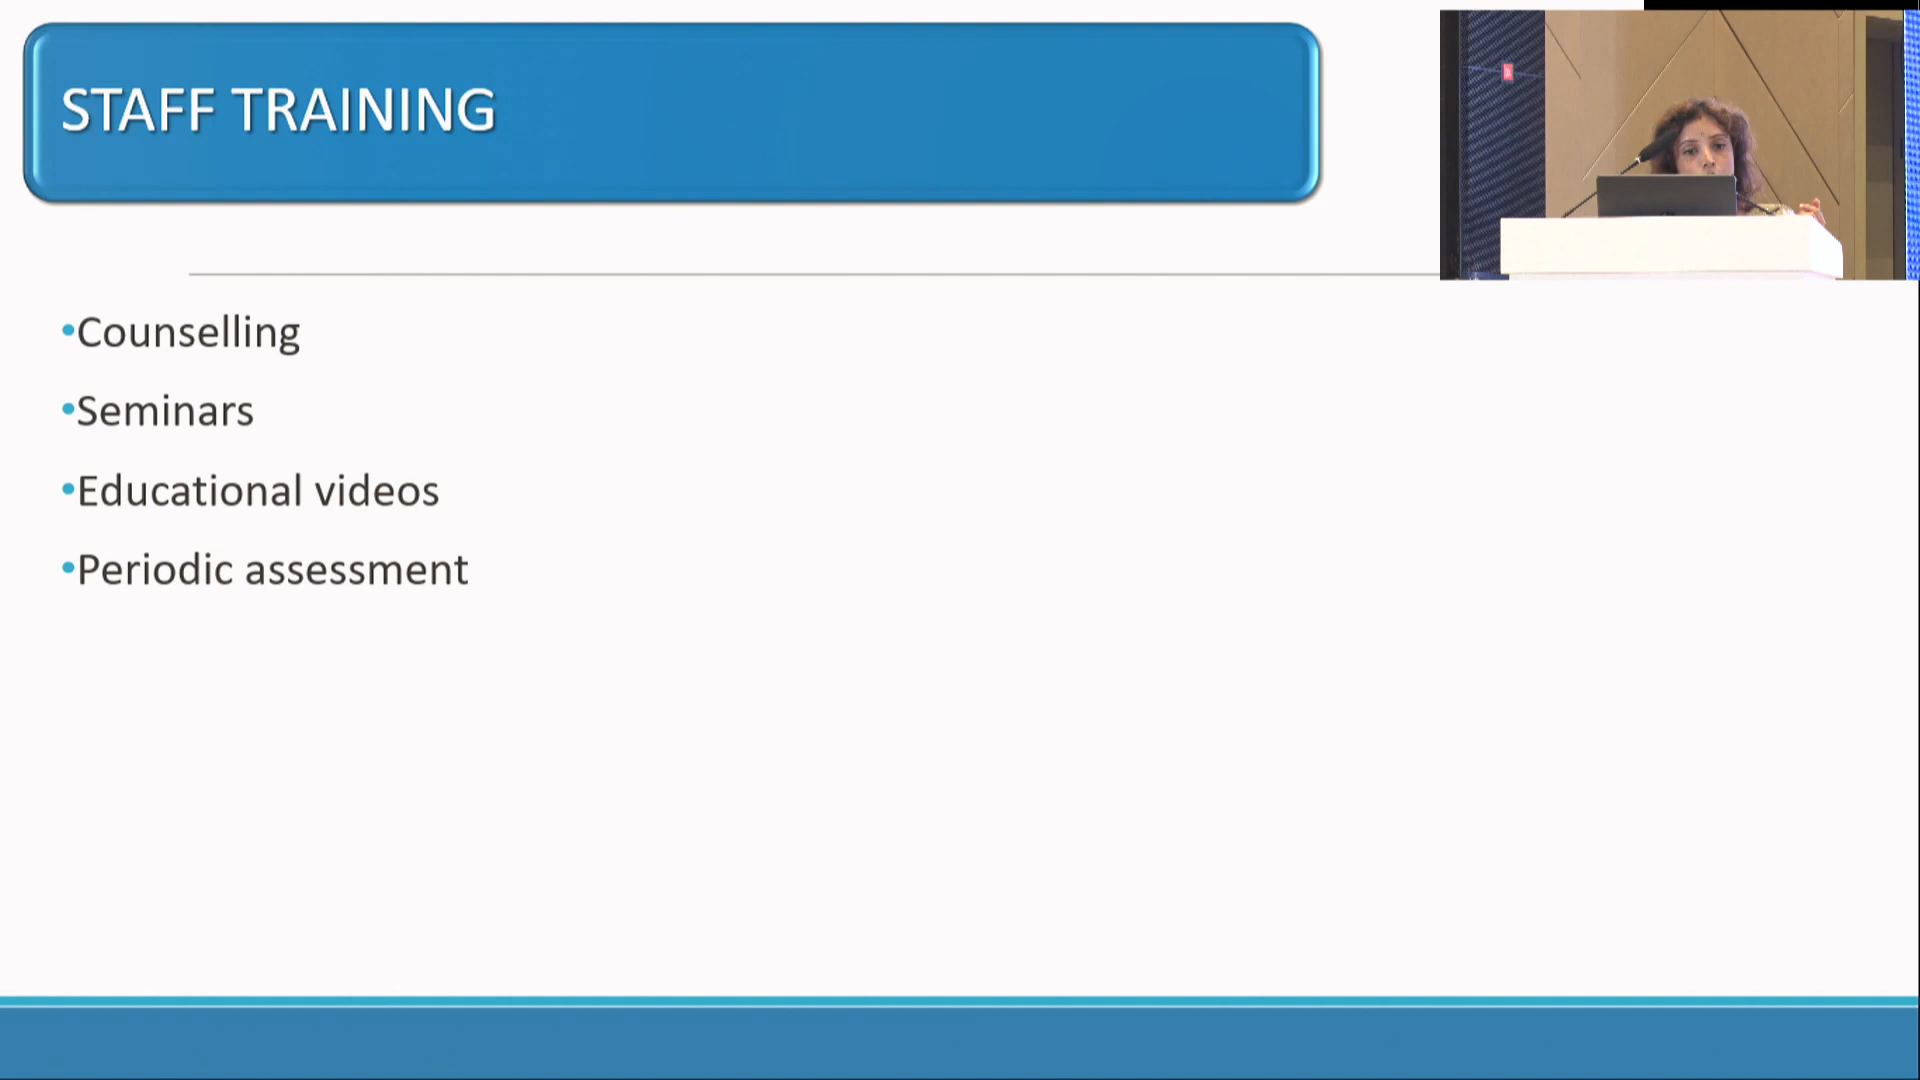 STAFF TRAINING
•Counselling
•Seminars
•Educational videos
•Periodic assessment